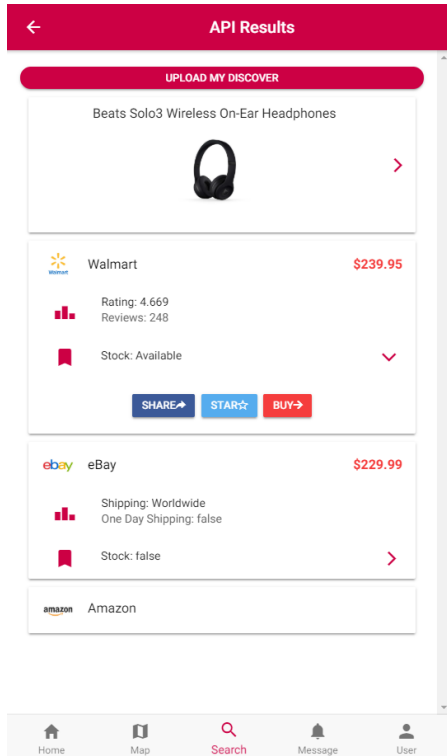 API Results
UPLOAD MY DISCOVER
Beats Solo3 Wireless On-Ear Headphones
Walmart
Walmart
$239.95
Rating: 4.669
Reviews: 248
Stock: Available
SHARE
STAR
BUY
ebay
eBay
$229.99
Shipping: Worldwide
One Day Shipping: false
Stock: false
amazon
Amazon
Home
Map
Search
Message
User